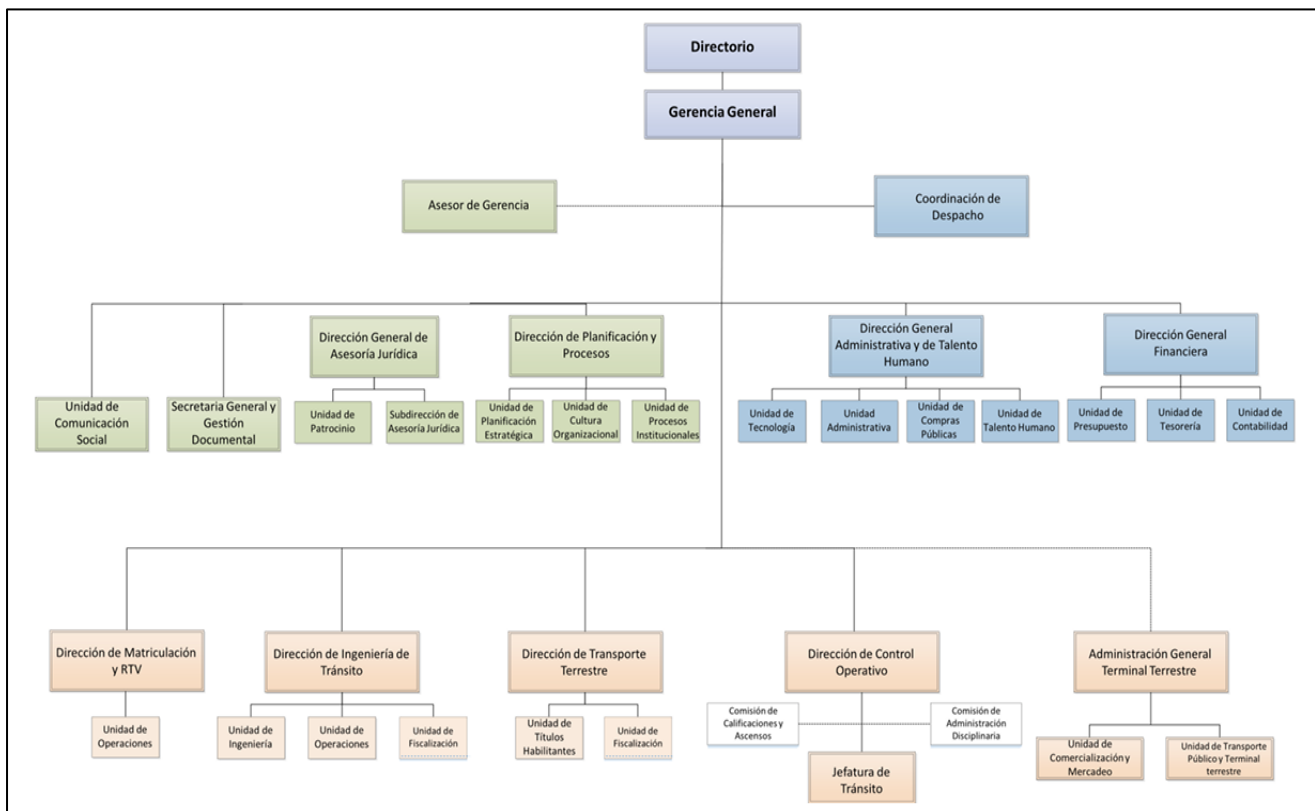 Directorio
Gerencia General
Asesor de Gerencia
Coordinación de
Despacho
Dirección General de
Asesoría Jurídica
Dirección de Planificación y
Procesos
Dirección General
Administrativa y de Talento
Humano
Dirección General
Financiera
Unidad de
Comunicación
Social
Secretaria General y
Gestión
Documental
Unidad de
Patrocinio
Subdirección de
Asesoría Jurídica
Unidad de
Planificación
Estratégica
Unidad de
Cultura
Organizacional
Unidad de
Procesos
Institucionales
Unidad de
Tecnología
Unidad
Administrativa
Unidad de
Compras
Públicas
Unidad de
Talento Humano
Unidad de
Presupuesto
Unidad de
Tesorería
Unidad de
Contabilidad
Dirección de Matriculación
y RTV
Dirección de Ingeniería de
Tránsito
Dirección de Transporte
Terrestre
Dirección de Control
Operativo
Administración General
Terminal Terrestre
Unidad de
Operaciones
Unidad de
Ingeniería
Unidad de
Operaciones
Unidad de
Fiscalización
Unidad de
Títulos
Habilitantes
Unidad de
Fiscalización
Comisión de
Calificaciones y
Ascensos
Comisión de
Administración
Disciplinaria
Jefatura de
Tránsito
Unidad de
Comercialización y
Mercadeo
Unidad de Transporte
Público y Terminal
terrestre